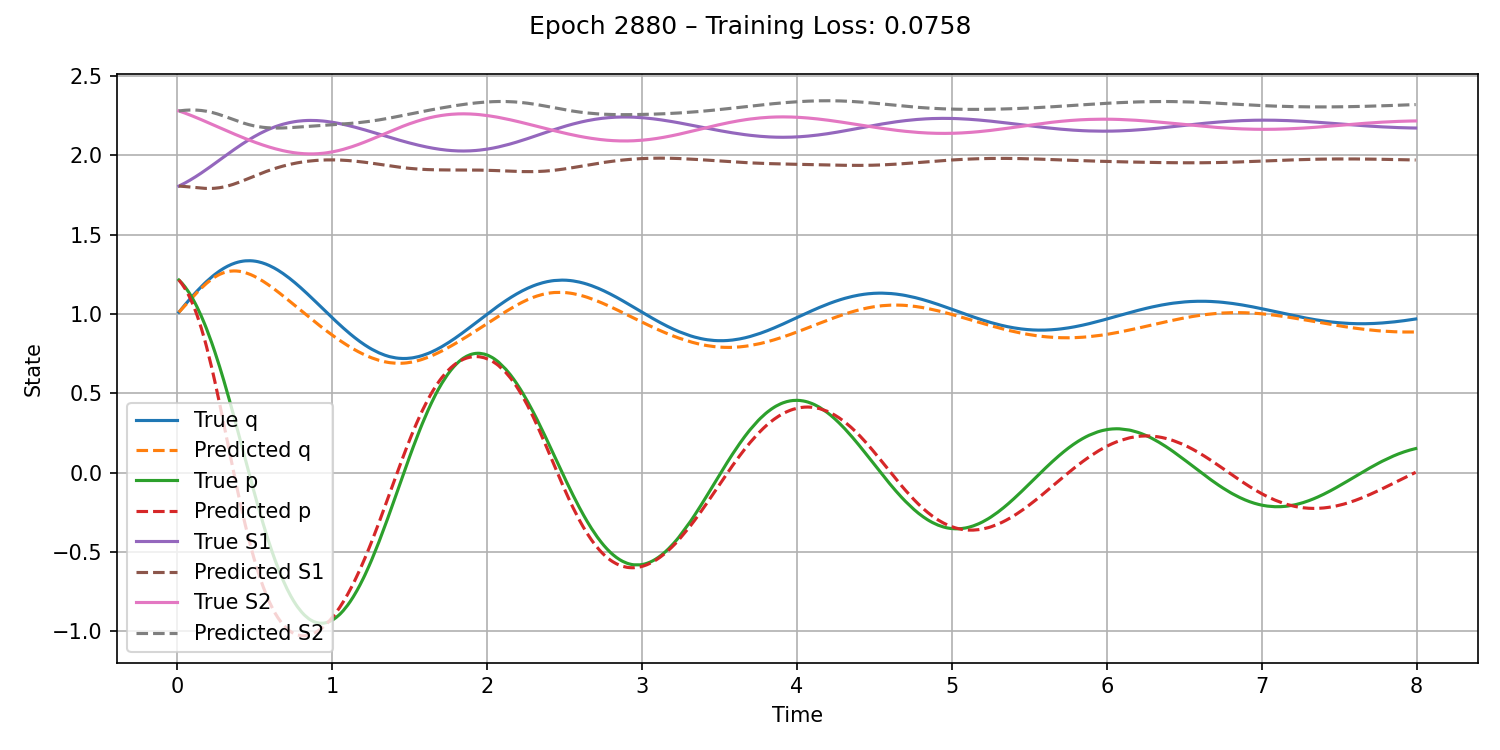 Epoch 2880 – Training Loss: 0.0758
2.5
2.0
1.5
1.0
0.5
0.0
−0.5
−1.0
State
True q
Predicted q
True p
Predicted p
True S1
Predicted S1
True S2
Predicted S2
0 1 2 3 4 5 6 7 8
Time